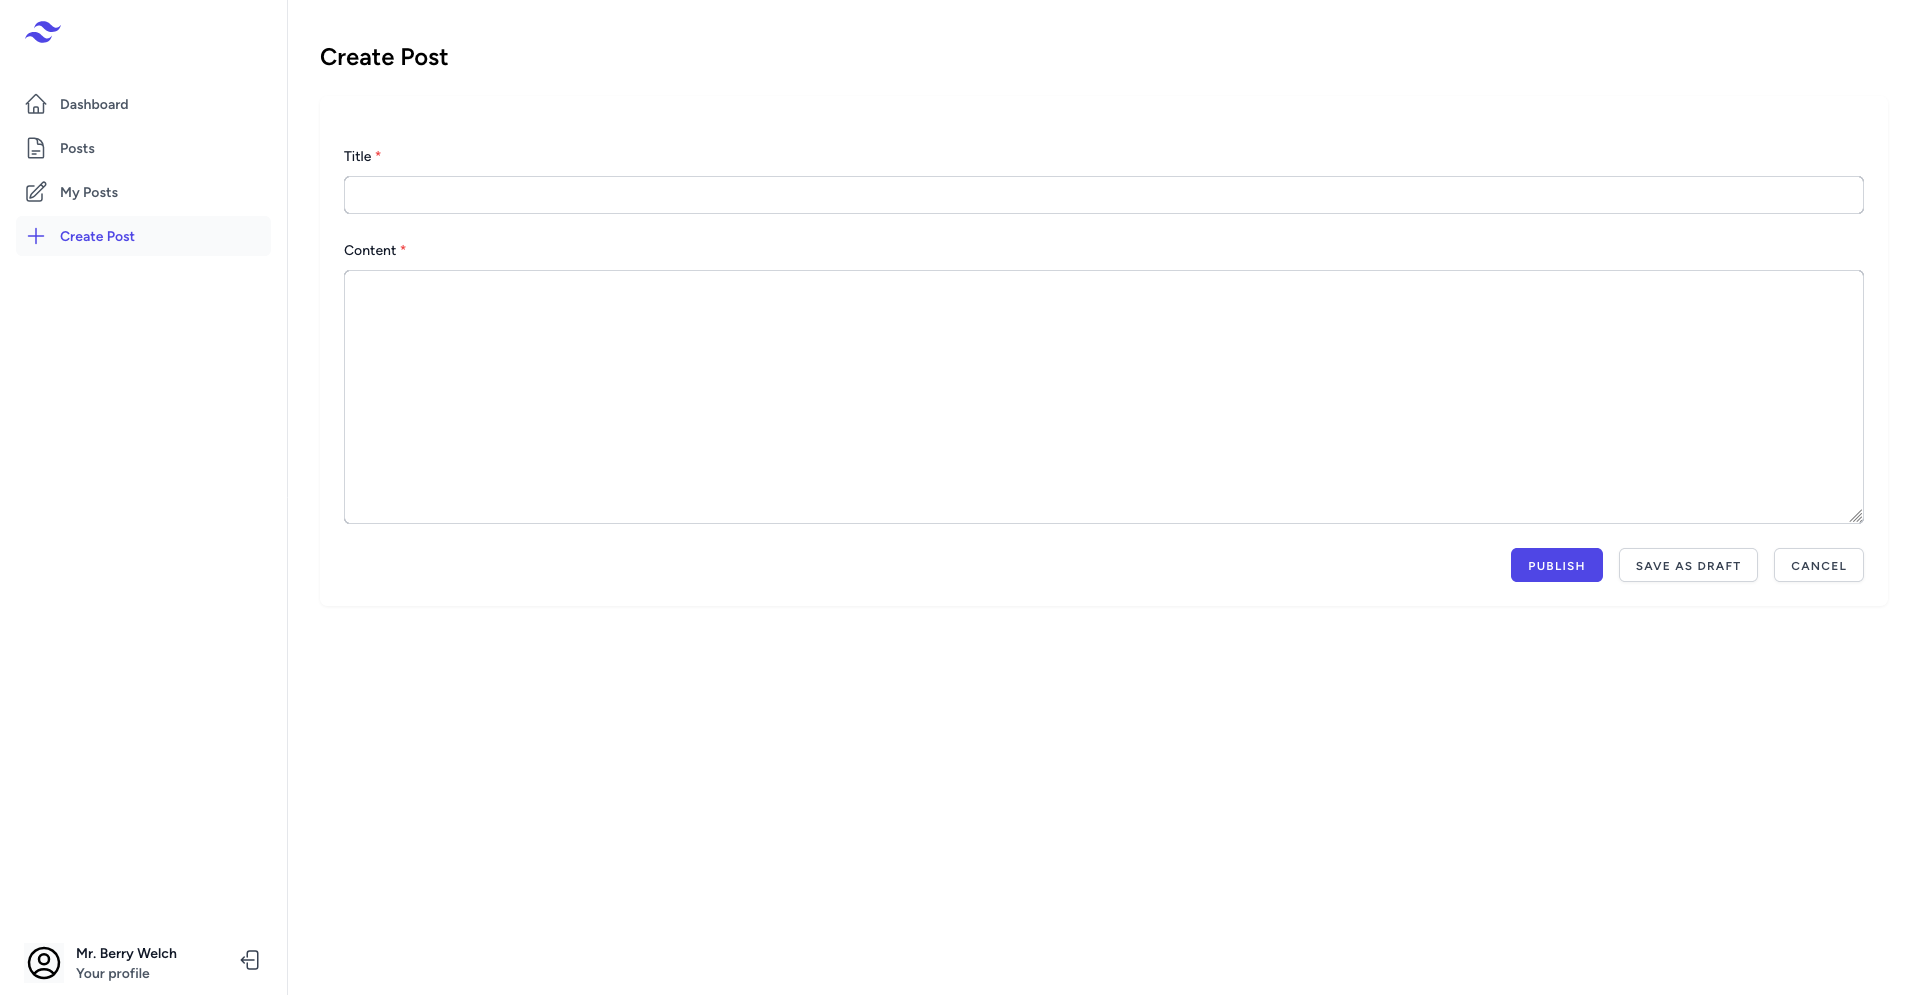 Create Post
Dashboard
Posts
My Posts
Create Post
Title *
Content *
PUBLISH
SAVE AS DRAFT
CANCEL
Mr. Berry Welch
Your profile